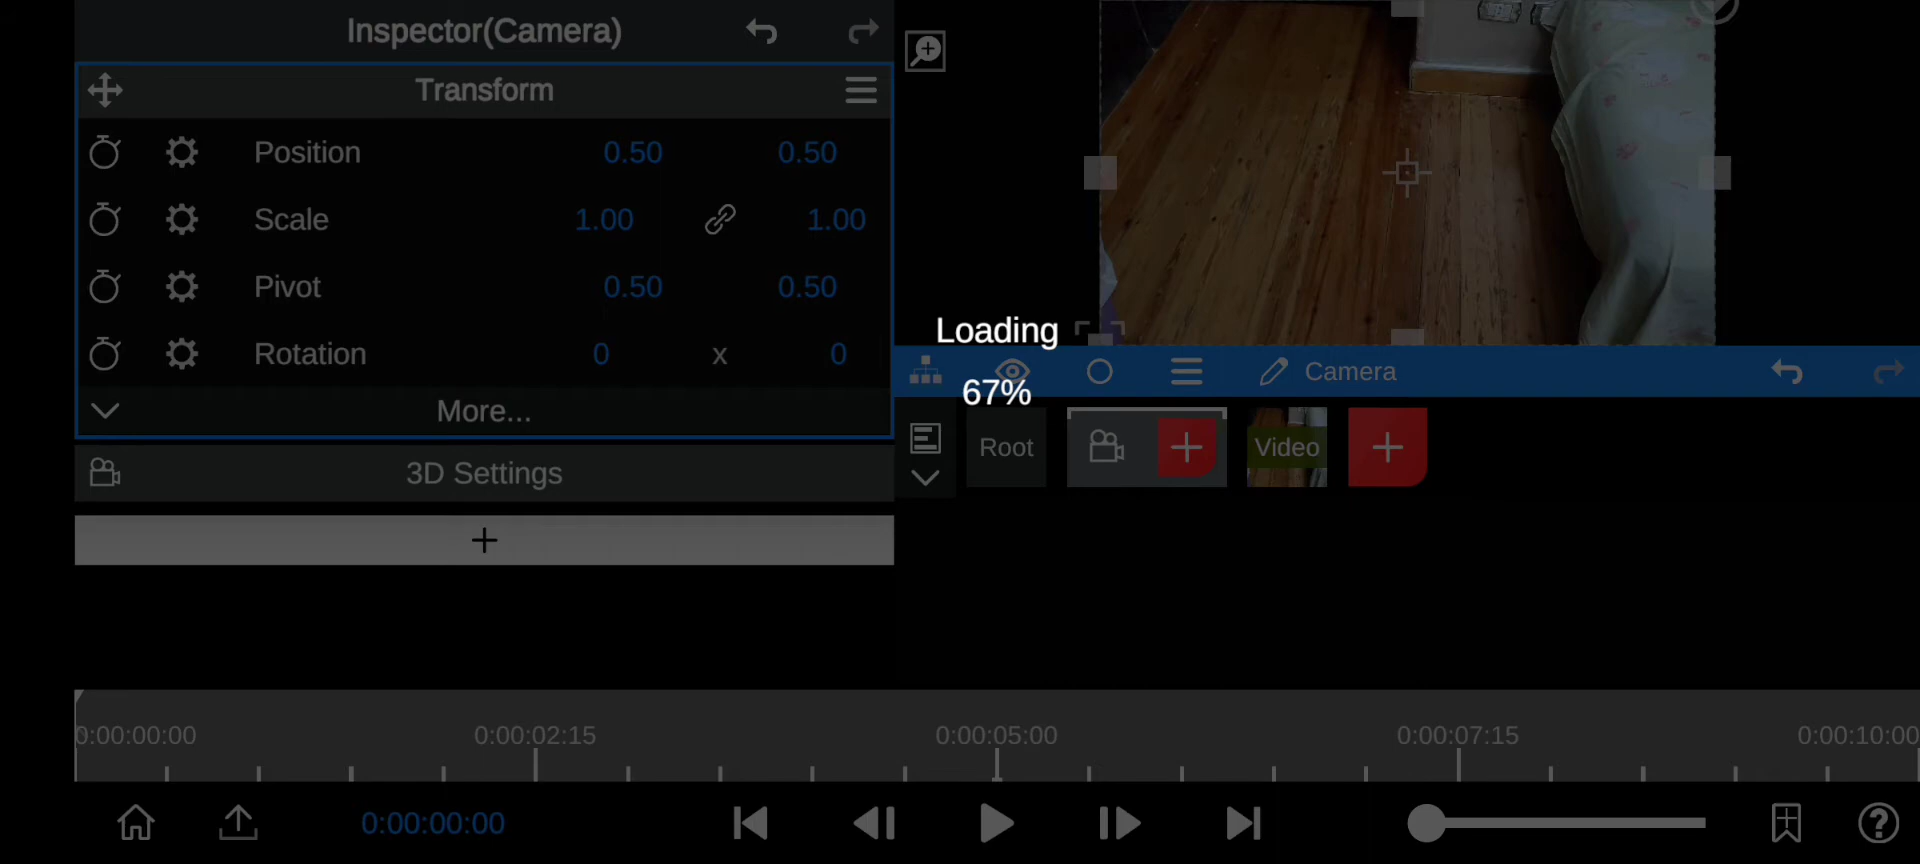 Inspector(Camera)
Transform
Position 0.50 0.50
Scale 1.00 1.00
Pivot 0.50 0.50
Rotation 0 x 0
More...
3D Settings
+
Loading
67%
Camera
Root
+
Video
+
0:00:00:00 0:00:02:15 0:00:05:00 0:00:07:15 0:00:10:00
0:00:00:00
?